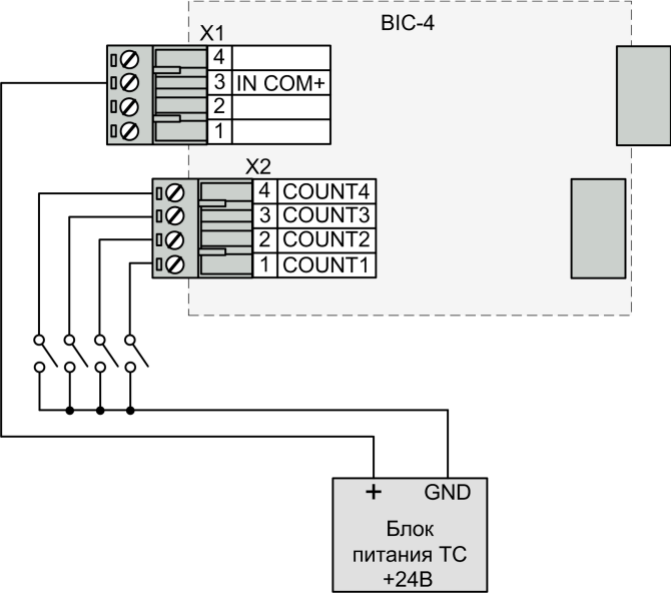 BIC-4
X1
4
3 IN COM+
2
1
X2
4 COUNT4
3 COUNT3
2 COUNT2
1 COUNT1
+ GND
Блок
питания ТС
+24В